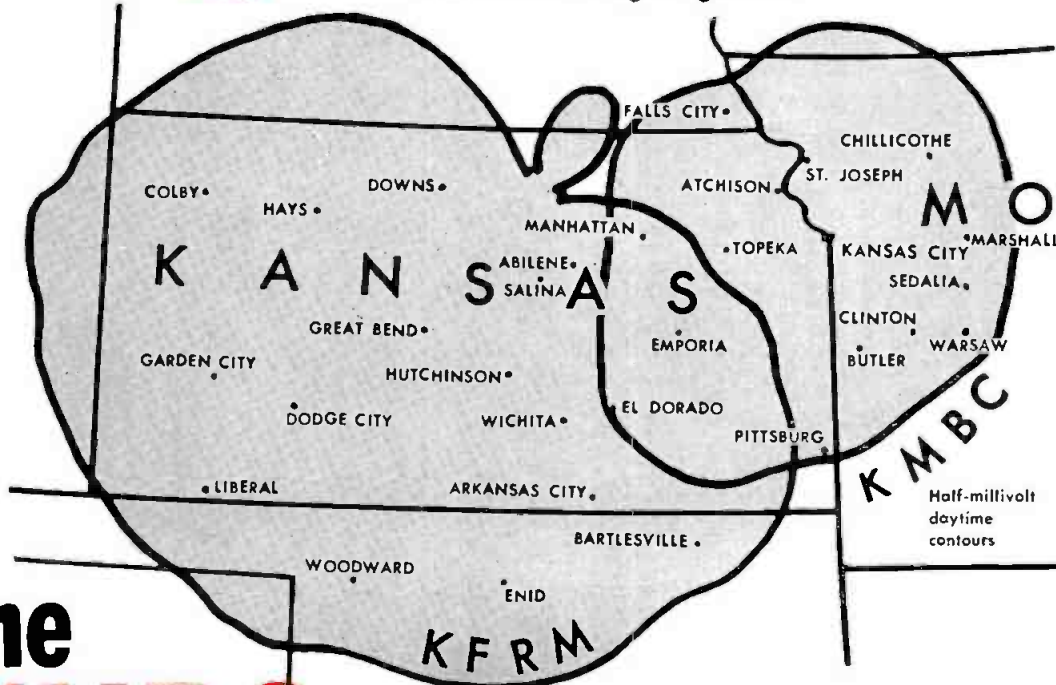 FALLS CITY
CHILLICOTHE
ST. JOSEPH
COLBY
DOWNS
ATCHISON
HAYS
M O
MANHATTAN
TOPEKA
KANSAS CITY
MARSHALL
K A N S A S
ABILENE
SALINA
SEDALIA
GREAT BEND
EMPORIA
CLINTON
WARSAW
BUTLER
GARDEN CITY
HUTCHINSON
DODGE CITY
WICHITA
EL DORADO
PITTSBURG
KMBC
LIBERAL
ARKANSAS CITY
Half-millivolt
daytime
contours
BARTLESVILLE
WOODWARD
ENID
KFRM